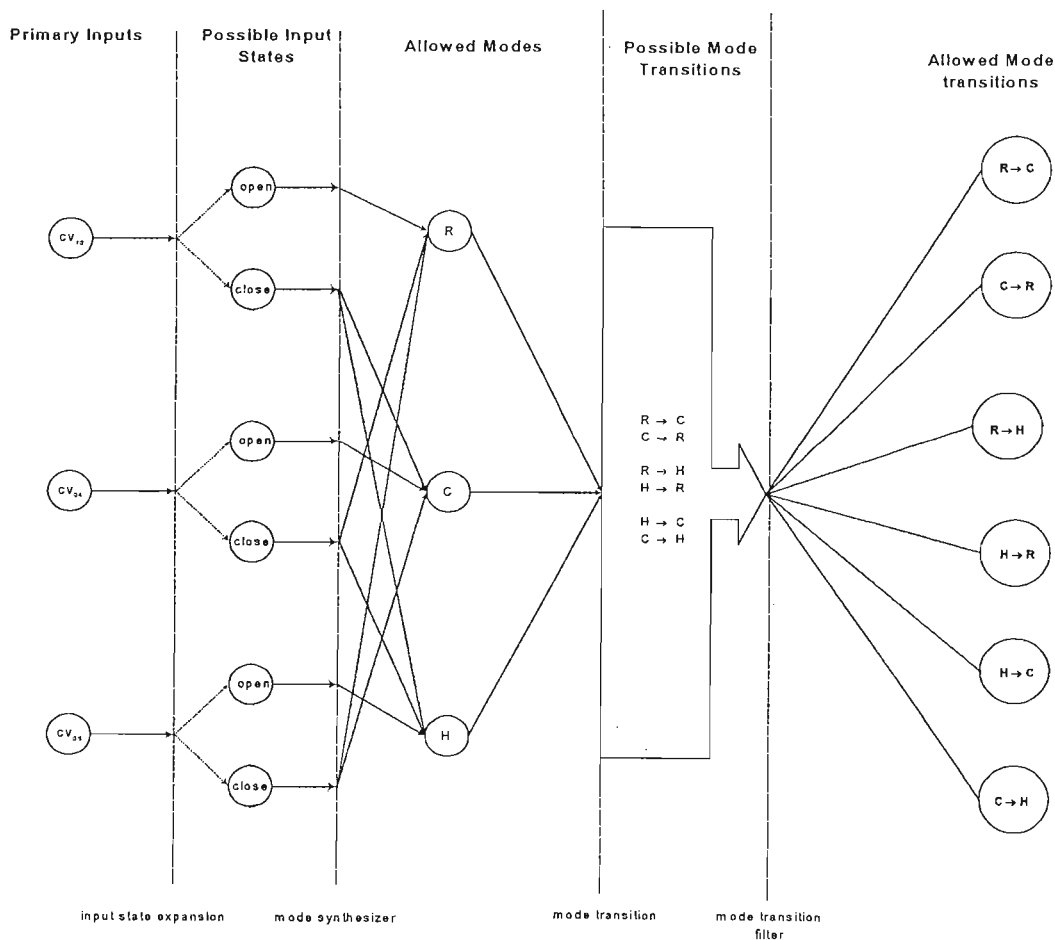 Primary Inputs
Possible Input
States
Allowed Modes
Possible Mode
Transitions
Allowed Mode
transitions
open
close
open
close
open
close
R
C
H
R → C
C → R
R → H
H → R
H → C
C → H
R → C
C → R
R → H
H → R
H → C
C → H
input state expansion
mode synthesizer
mode transition
mode transition
filter